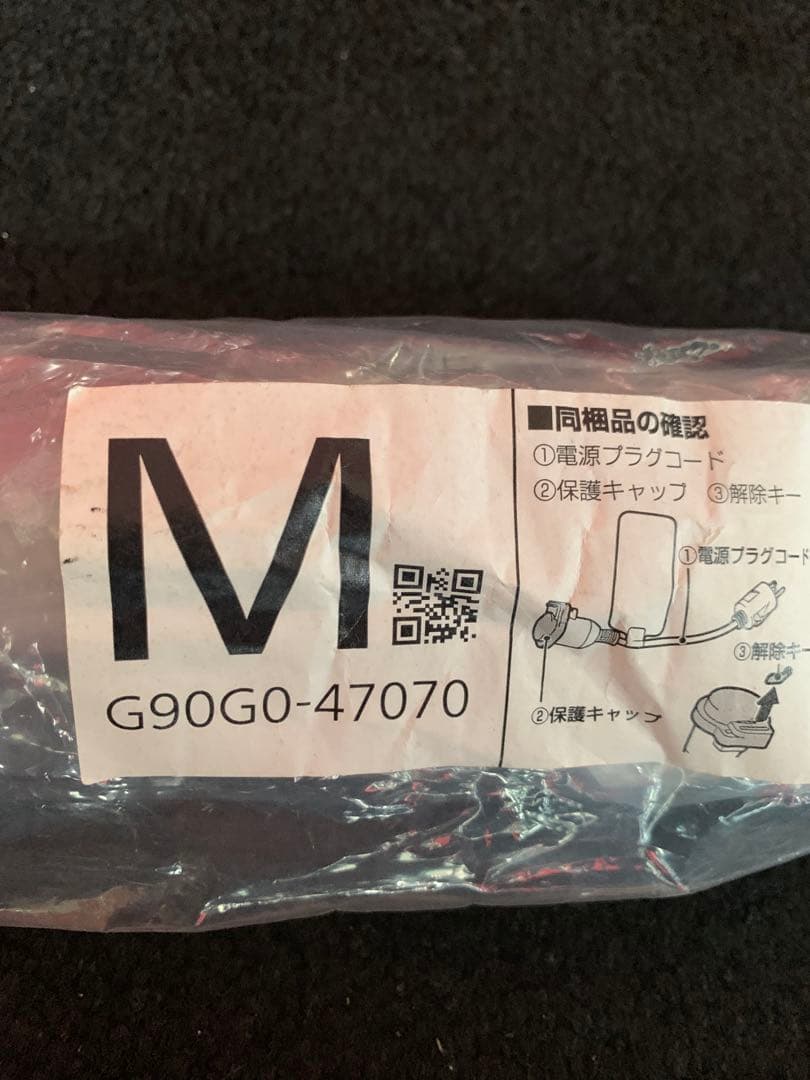 M
G90G0-47070
■同梱品の確認
①電源プラグコード
②保護キャップ ③解除キー
①電源プラグコード
③解除キー
②保護キャップ